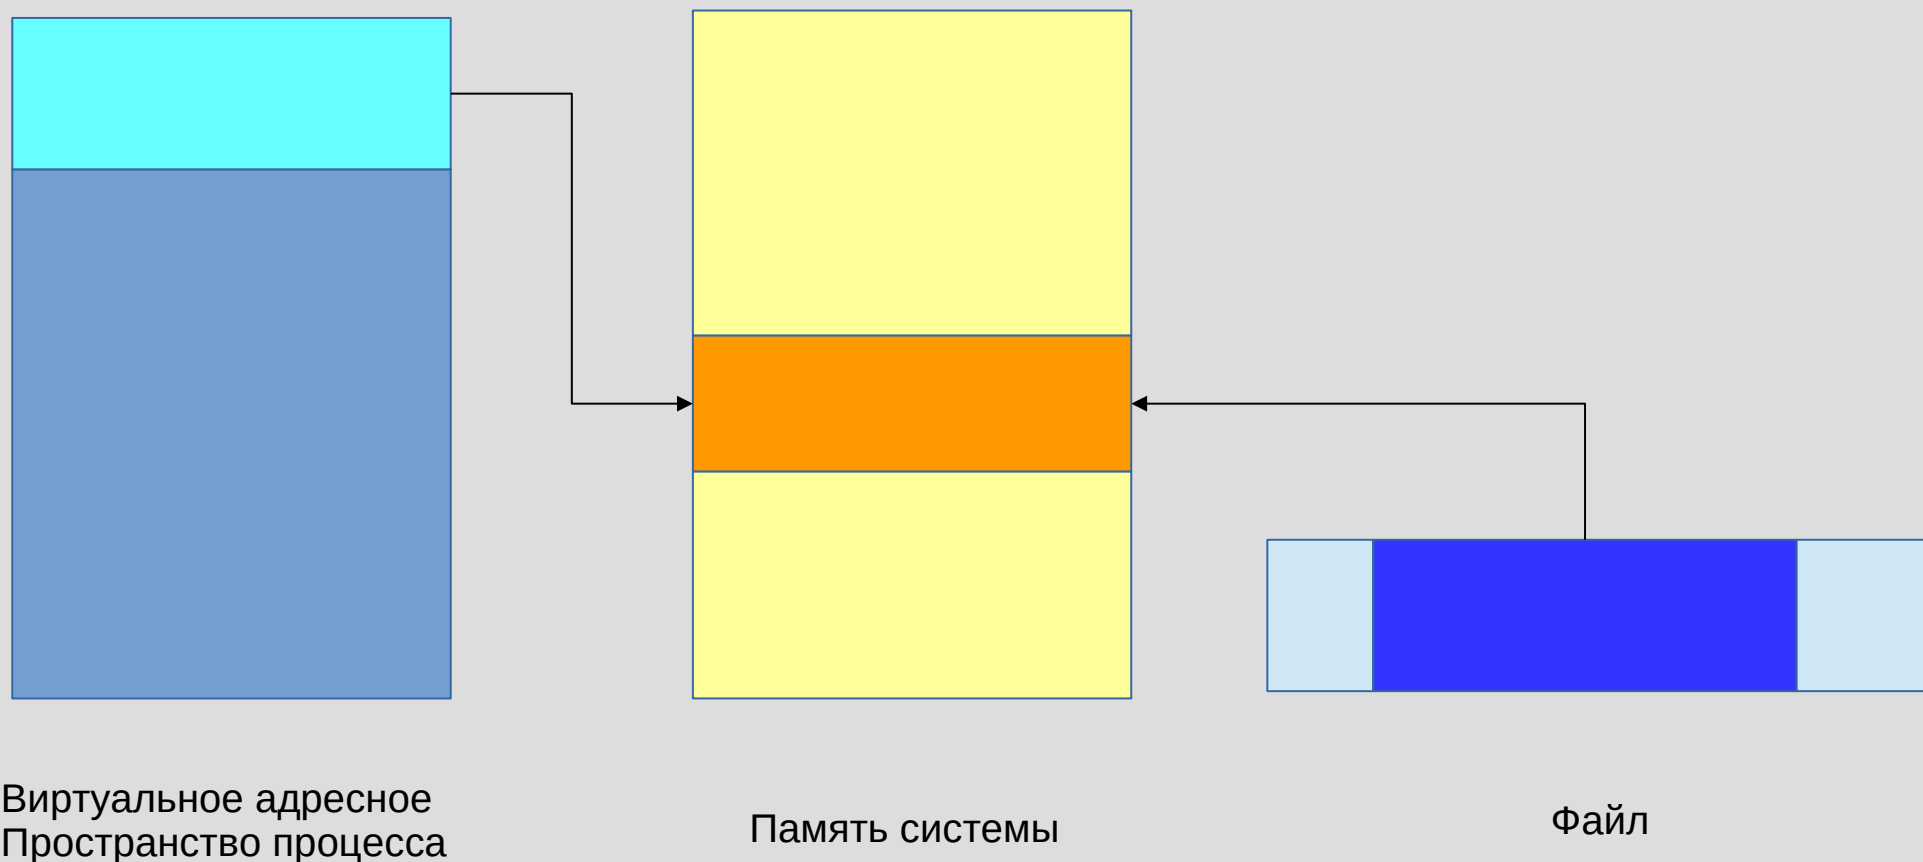 Виртуальное адресное
Пространство процесса
Память системы
Файл